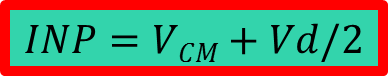 INP = V_CM + Vd/2